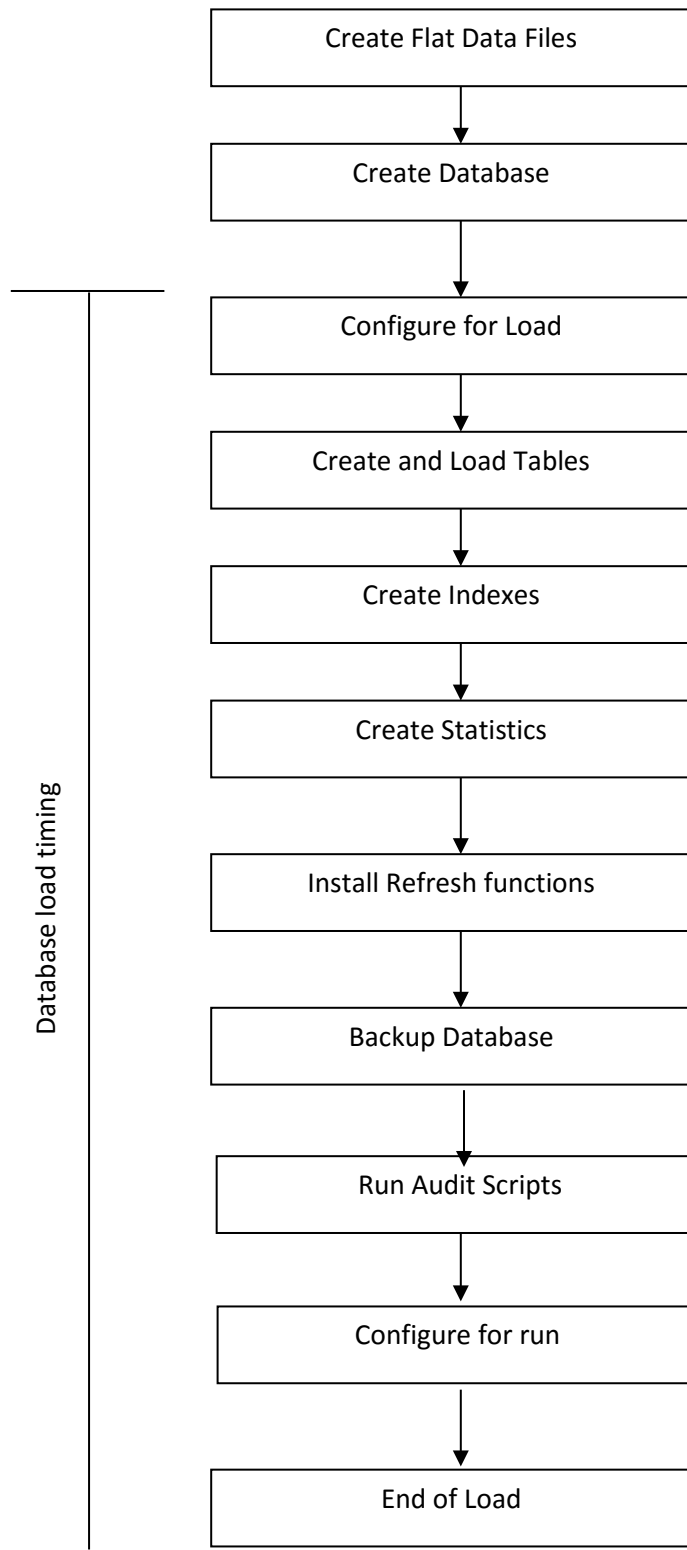 Create Flat Data Files
Create Database
Configure for Load
Create and Load Tables
Create Indexes
Create Statistics
Install Refresh functions
Backup Database
Run Audit Scripts
Configure for run
End of Load
Database load timing